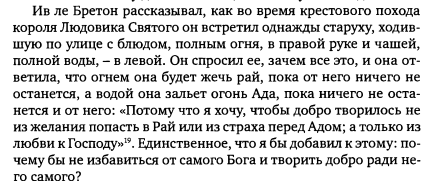 Ив ле Бретон рассказывал, как во время крестового похода
короля Людовика Святого он встретил однажды старуху, ходив-
шую по улице с блюдом, полным огня, в правой руке и чашей,
полной воды, – в левой. Он спросил ее, зачем все это, и она от-
ветила, что огнем она будет жечь рай, пока от него ничего не
останется, а водой она зальет огонь Ада, пока ничего не оста-
нется и от него: «Потому что я хочу, чтобы добро творилось не
из желания попасть в Рай или из страха перед Адом; а только из
любви к Господу»¹⁹. Единственное, что я бы добавил к этому: по-
чему бы не избавиться от самого Бога и творить добро ради не-
го самого?